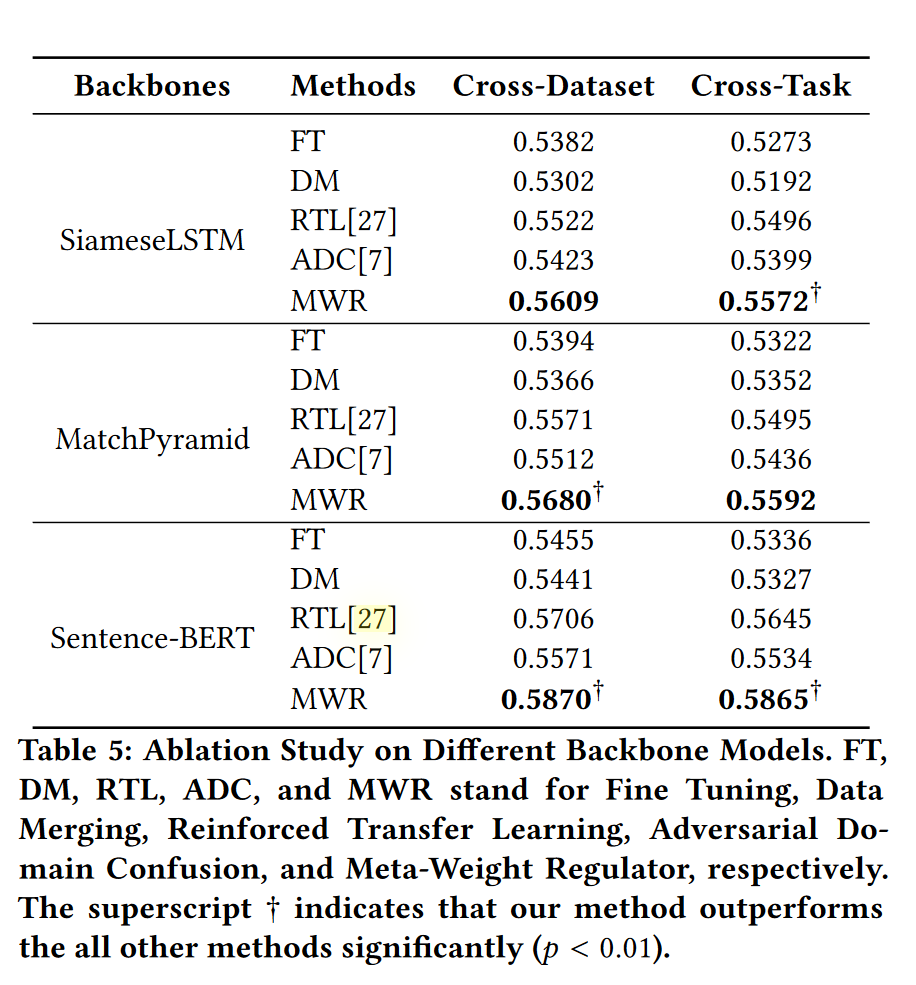 Backbones Methods Cross-Dataset Cross-Task
SiameseLSTM
FT 0.5382 0.5273
DM 0.5302 0.5192
RTL[27] 0.5522 0.5496
ADC[7] 0.5423 0.5399
MWR 0.5609 0.5572†
MatchPyramid
FT 0.5394 0.5322
DM 0.5366 0.5352
RTL[27] 0.5571 0.5495
ADC[7] 0.5512 0.5436
MWR 0.5680† 0.5592
Sentence-BERT
FT 0.5455 0.5336
DM 0.5441 0.5327
RTL[27] 0.5706 0.5645
ADC[7] 0.5571 0.5534
MWR 0.5870† 0.5865†
Table 5: Ablation Study on Different Backbone Models. FT,
DM, RTL, ADC, and MWR stand for Fine Tuning, Data
Merging, Reinforced Transfer Learning, Adversarial Do-
main Confusion, and Meta-Weight Regulator, respectively.
The superscript † indicates that our method outperforms
the all other methods significantly (p < 0.01).